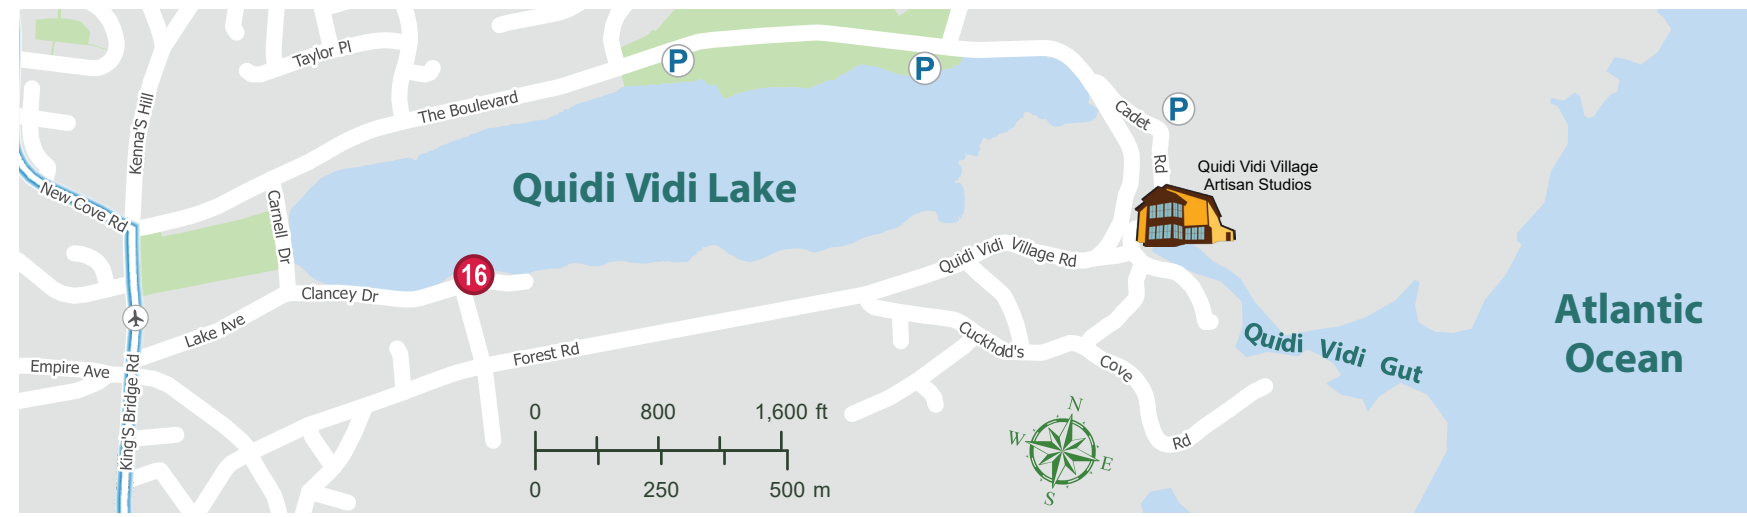 Taylor Pl
P
P
P
The Boulevard
Kenna'S Hill
Cadet
Rd
Quidi Vidi Village
Artisan Studios
New Cove Rd
Carnell Dr
Quidi Vidi Lake
Quidi Vidi Village Rd
16
Clancey Dr
Lake Ave
Atlantic
Ocean
Quidi Vidi Gut
Empire Ave
Forest Rd
Cuckhold's
Cove
Rd
King'S Bridge Rd
0 800 1,600 ft
0 250 500 m
N
W
E
S